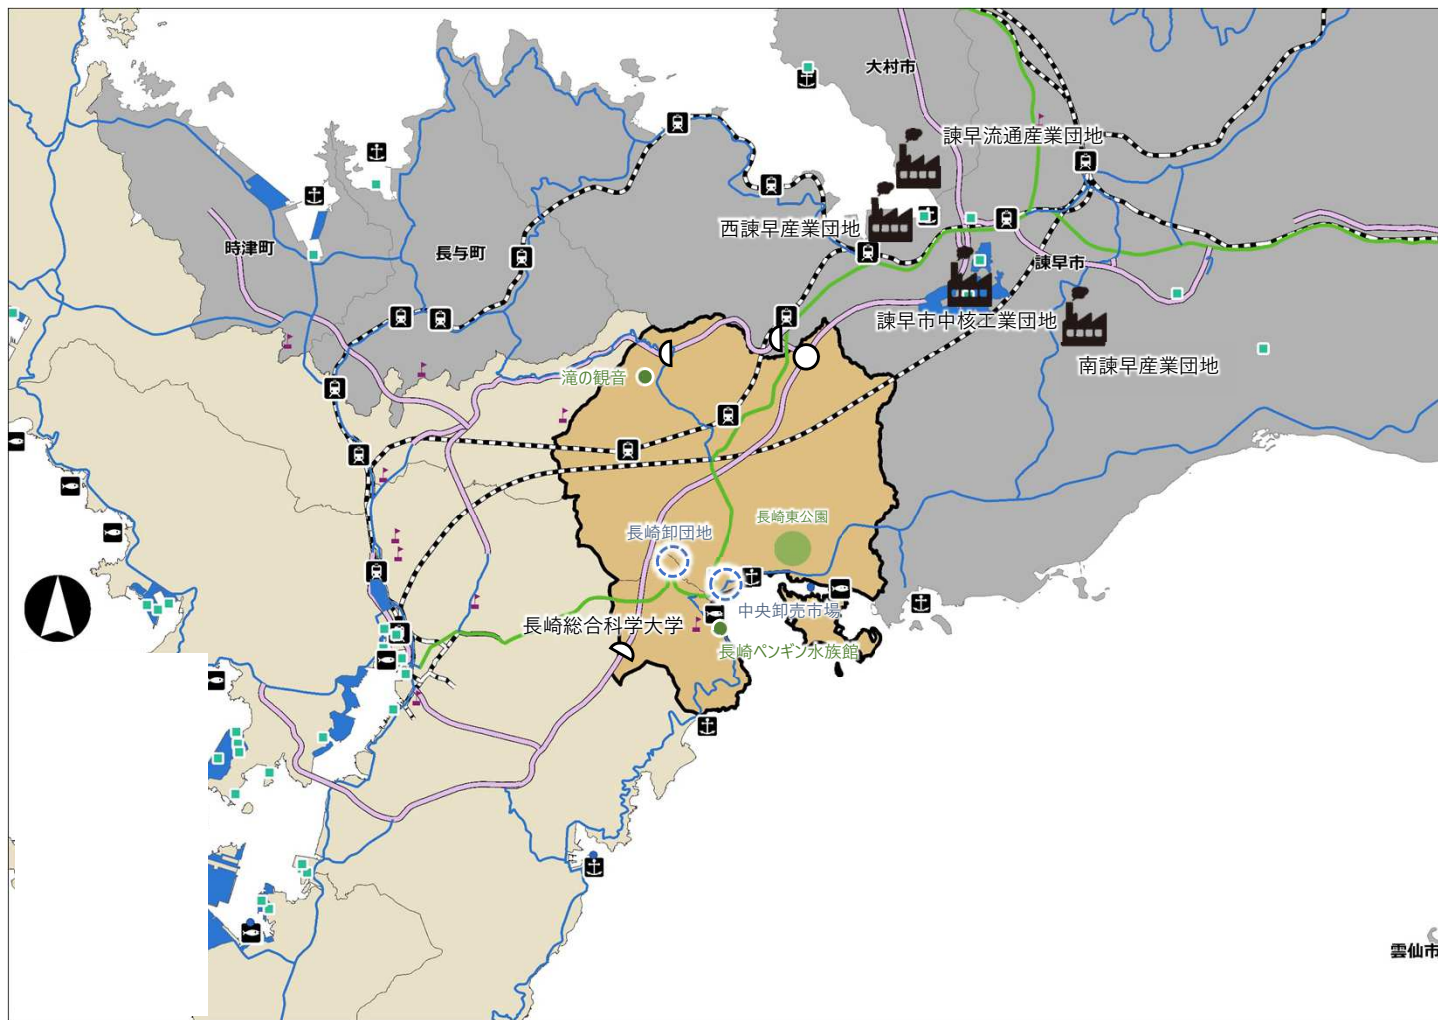 大村市
諫早流通産業団地
西諫早産業団地
時津町
長与町
諫早市
諫早市中核工業団地
南諫早産業団地
滝の観音
長崎東公園
長崎卸団地
中央卸売市場
長崎総合科学大学
長崎ペンギン水族館
雲仙市